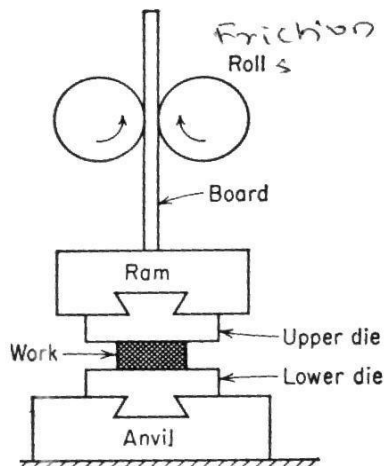 Friction
Rolls
Board
Ram
Upper die
Work
Lower die
Anvil